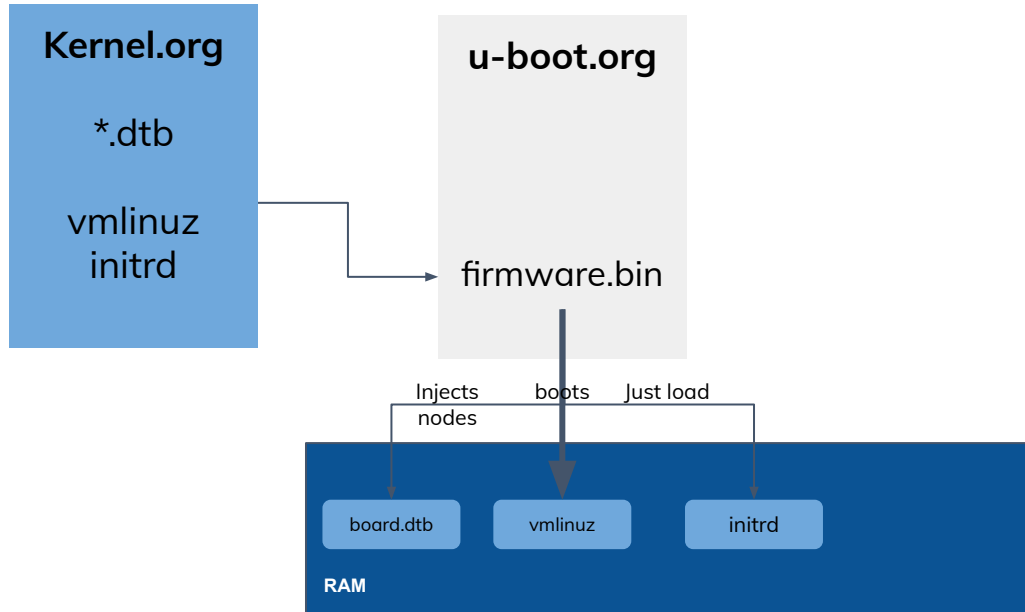 Kernel.org
*.dtb
vmlinuz
initrd
u-boot.org
firmware.bin
Injects
nodes
boots
Just load
board.dtb
vmlinuz
initrd
RAM